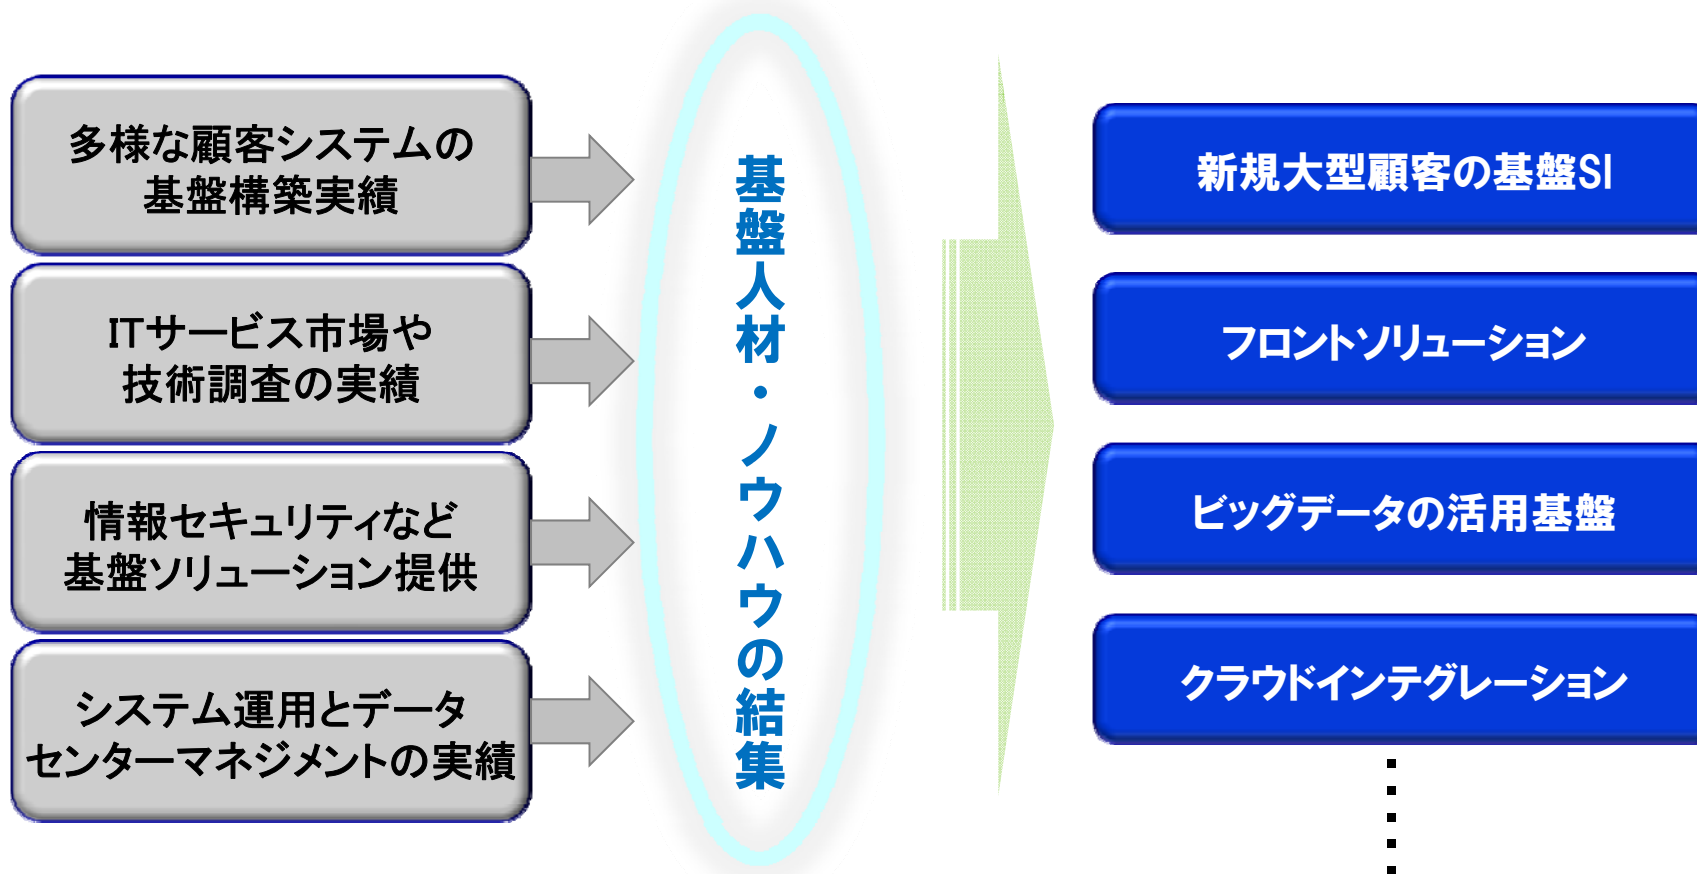 多様な顧客システムの
基盤構築実績
ITサービス市場や
技術調査の実績
情報セキュリティなど
基盤ソリューション提供
システム運用とデータ
センターマネジメントの実績
基盤人材・ノウハウの結集
新規大型顧客の基盤SI
フロントソリューション
ビッグデータの活用基盤
クラウドインテグレーション